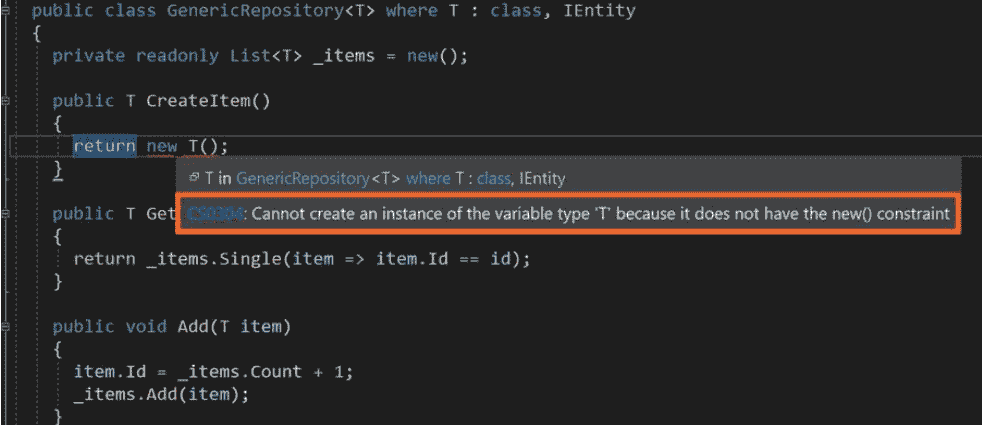 public class GenericRepository<T> where T : class, IEntity
{
private readonly List<T> _items = new();
public T CreateItem()
{
return new T();
}
T in GenericRepository<T> where T : class, IEntity
public T Get
CS0304: Cannot create an instance of the variable type 'T' because it does not have the new() constraint
{
return _items.Single(item => item.Id == id);
}
public void Add(T item)
{
item.Id = _items.Count + 1;
_items.Add(item);
}